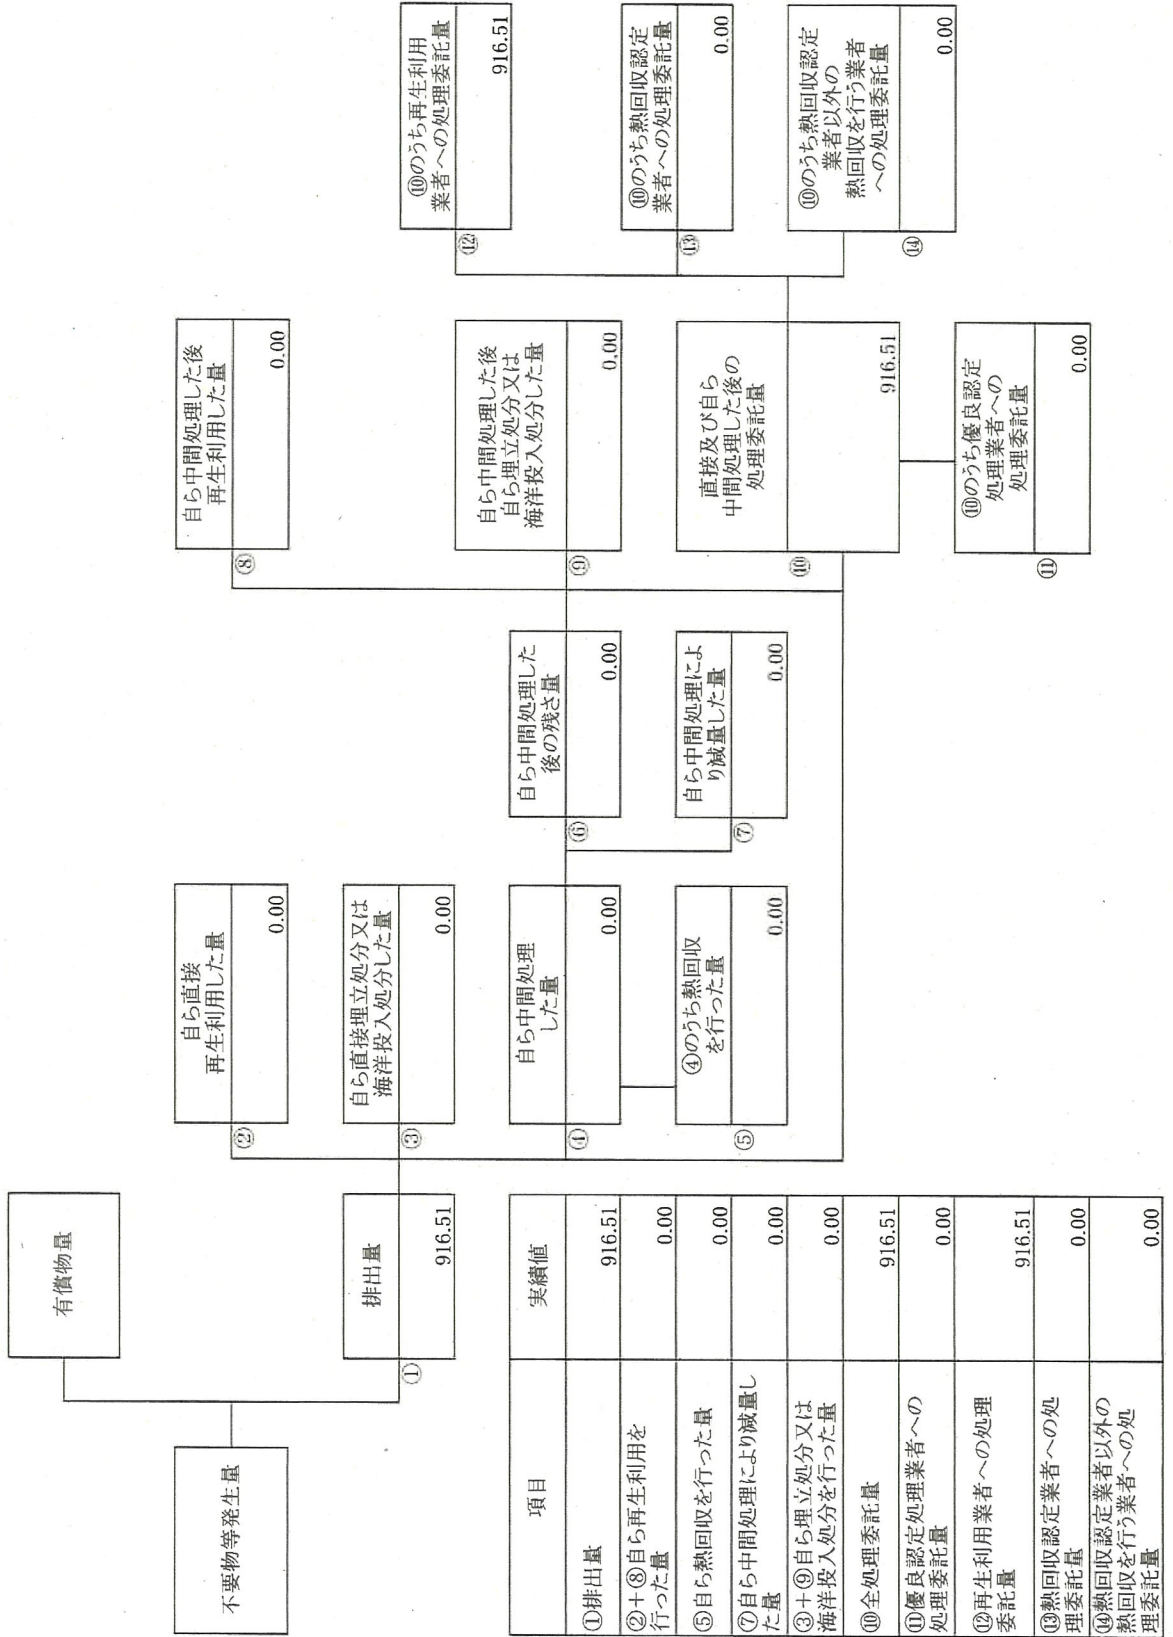 不要物等発生量
有償物量
①
排出量
916.51
②
自ら直接
再生利用した量
0.00
③
自ら直接埋立処分又は
海洋投入処分した量
0.00
④
自ら中間処理
した量
0.00
⑤
④のうち熱回収
を行った量
0.00
⑥
自ら中間処理した
後の残さ量
0.00
⑦
自ら中間処理によ
り減量した量
0.00
⑧
自ら中間処理した後
再生利用した量
0.00
⑨
自ら中間処理した後
自ら埋立処分又は
海洋投入処分した量
0.00
⑩
直接及び自ら
中間処理した後の
処理委託量
916.51
⑪
⑩のうち優良認定
処理業者への
処理委託量
0.00
⑫
⑩のうち再生利用
業者への処理委託量
916.51
⑬
⑩のうち熱回収認定
業者への処理委託量
0.00
⑭
⑩のうち熱回収認定
業者以外の
熱回収を行う業者
への処理委託量
0.00
項目 実績値
①排出量 916.51
②+⑧自ら再生利用を
行った量 0.00
⑤自ら熱回収を行った量 0.00
⑦自ら中間処理により減量し
た量 0.00
③+⑨自ら埋立処分又は
海洋投入処分を行った量 0.00
⑩全処理委託量 916.51
⑪優良認定処理業者への
処理委託量 0.00
⑫再生利用業者への処理
委託量 916.51
⑬熱回収認定業者への処
理委託量 0.00
⑭熱回収認定業者以外の
熱回収を行う業者への処
理委託量 0.00